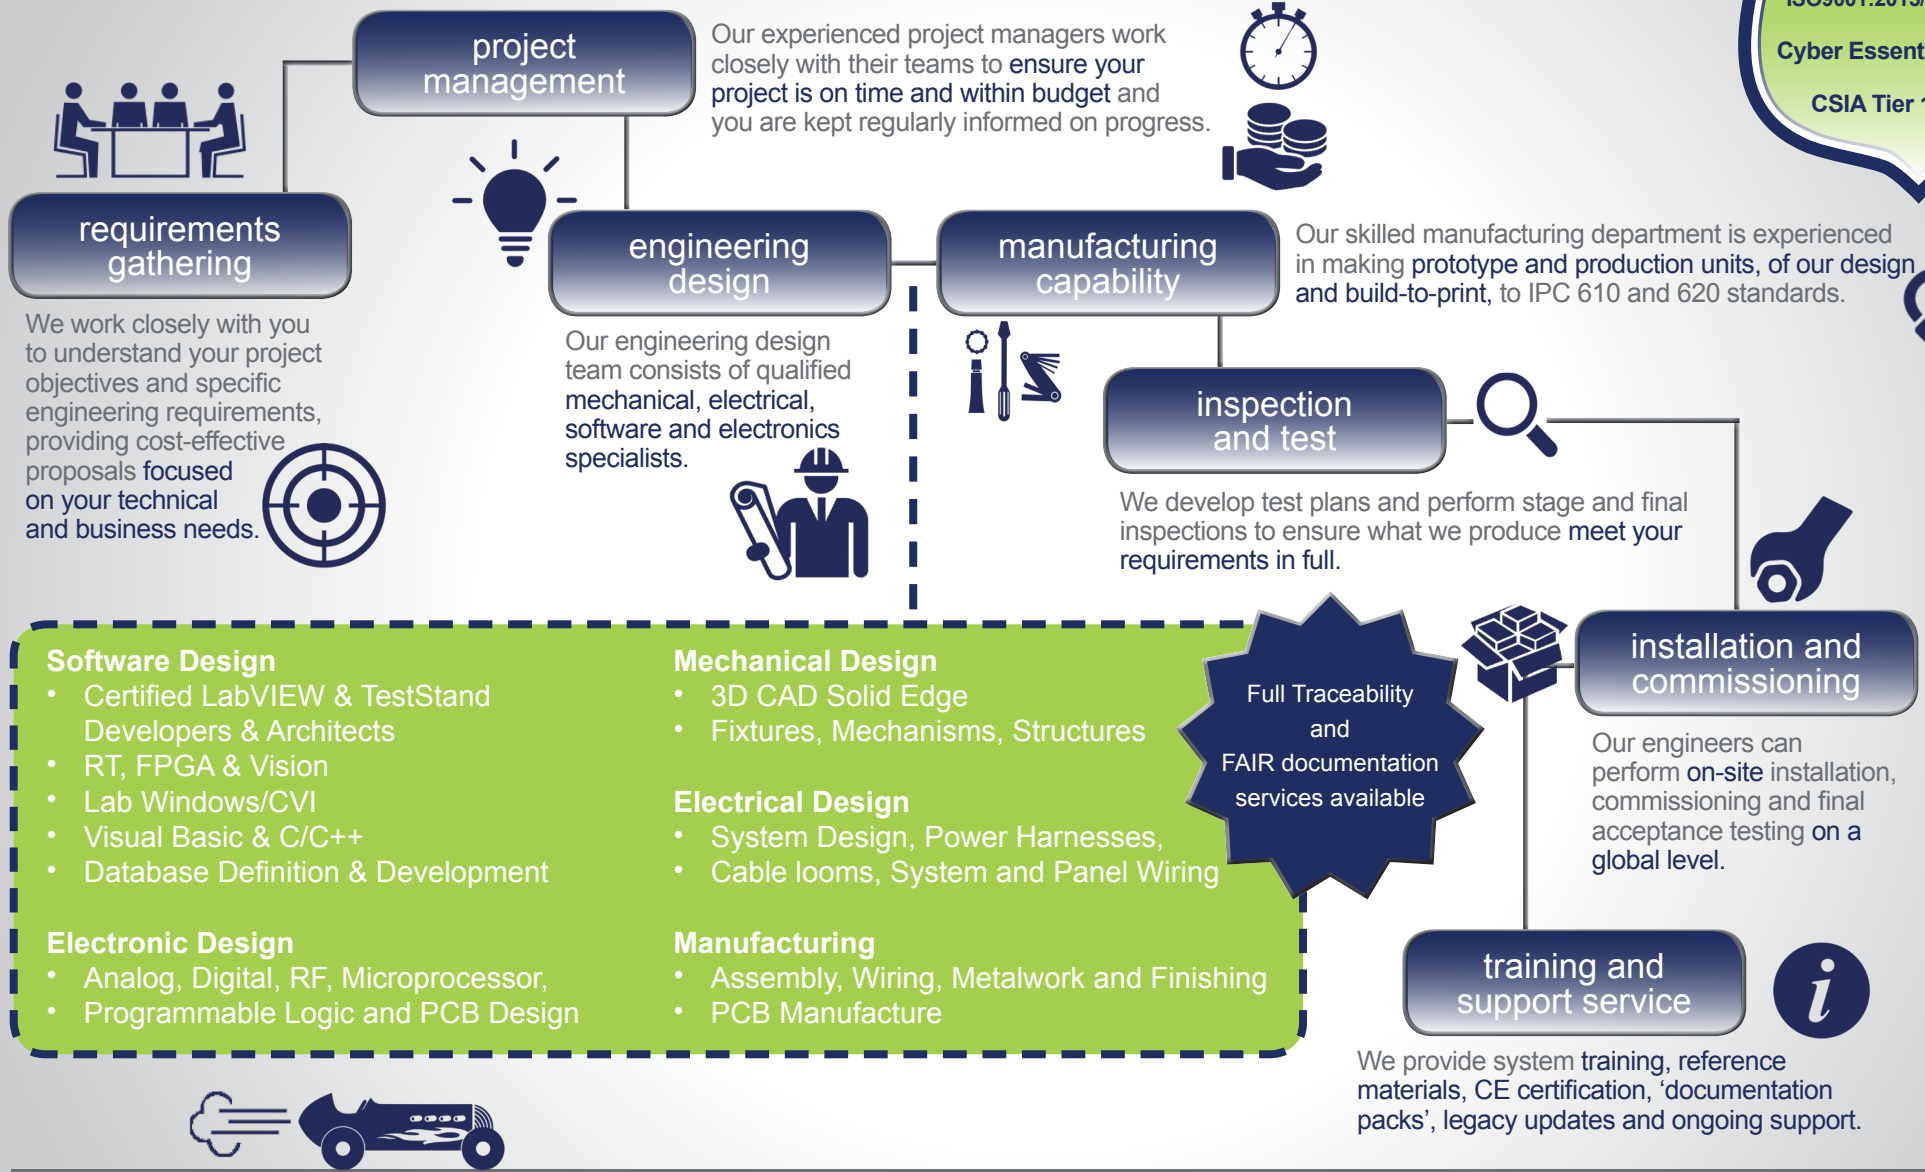 project
management
Our experienced project managers work
closely with their teams to ensure your
project is on time and within budget and
you are kept regularly informed on progress.
Cyber Essent
CSIA Tier
requirements
gathering
We work closely with you
to understand your project
objectives and specific
engineering requirements,
providing cost-effective
proposals focused
on your technical
and business needs.
engineering
design
Our engineering design
team consists of qualified
mechanical, electrical,
software and electronics
specialists.
manufacturing
capability
Our skilled manufacturing department is experienced
in making prototype and production units, of our design
and build-to-print, to IPC 610 and 620 standards.
inspection
and test
We develop test plans and perform stage and final
inspections to ensure what we produce meet your
requirements in full.
installation and
commissioning
Our engineers can
perform on-site installation,
commissioning and final
acceptance testing on a
global level.
Software Design
• Certified LabVIEW & TestStand
Developers & Architects
• RT, FPGA & Vision
• Lab Windows/CVI
• Visual Basic & C/C++
• Database Definition & Development
Electronic Design
• Analog, Digital, RF, Microprocessor,
• Programmable Logic and PCB Design
Mechanical Design
• 3D CAD Solid Edge
• Fixtures, Mechanisms, Structures
Electrical Design
• System Design, Power Harnesses,
• Cable looms, System and Panel Wiring
Manufacturing
• Assembly, Wiring, Metalwork and Finishing
• PCB Manufacture
Full Traceability
and
FAIR documentation
services available
training and
support service
i
We provide system training, reference
materials, CE certification, ‘documentation
packs’, legacy updates and ongoing support.